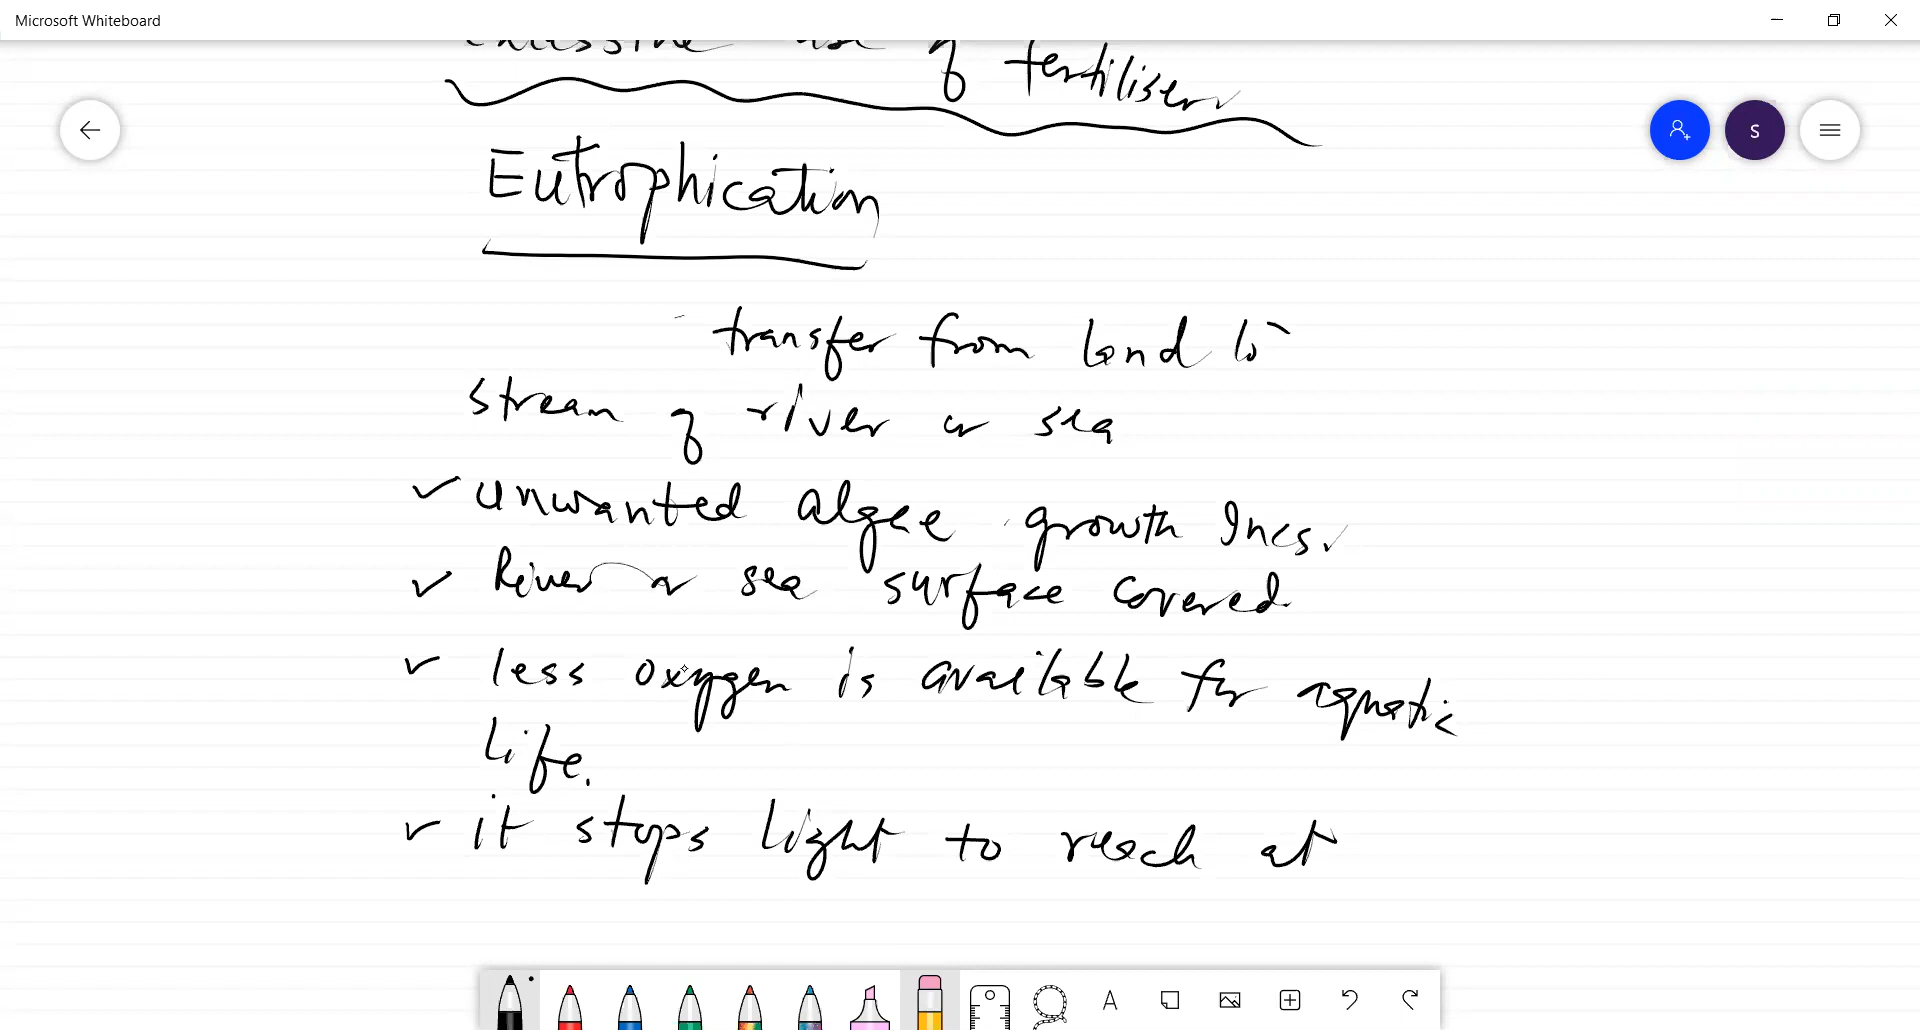 Microsoft Whiteboard
use of fertiliser
Eutrophication
transfer from land to
stream of river or sea
unwanted algae growth Incs.
River or sea surface covered.
less oxygen is available for aquatic
life.
it stops light to reach at
S
A